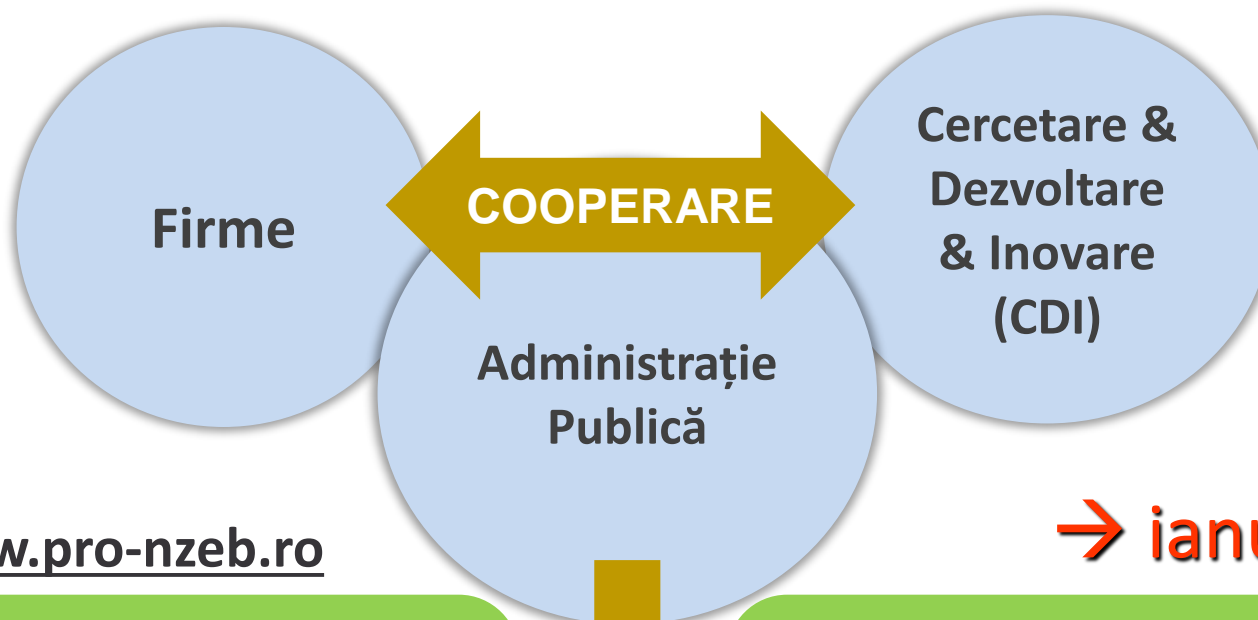 Firme
COOPERARE
Cercetare &
Dezvoltare
& Inovare
(CDI)
Administrație
Publică
w.pro-nzeb.ro
→ ianu